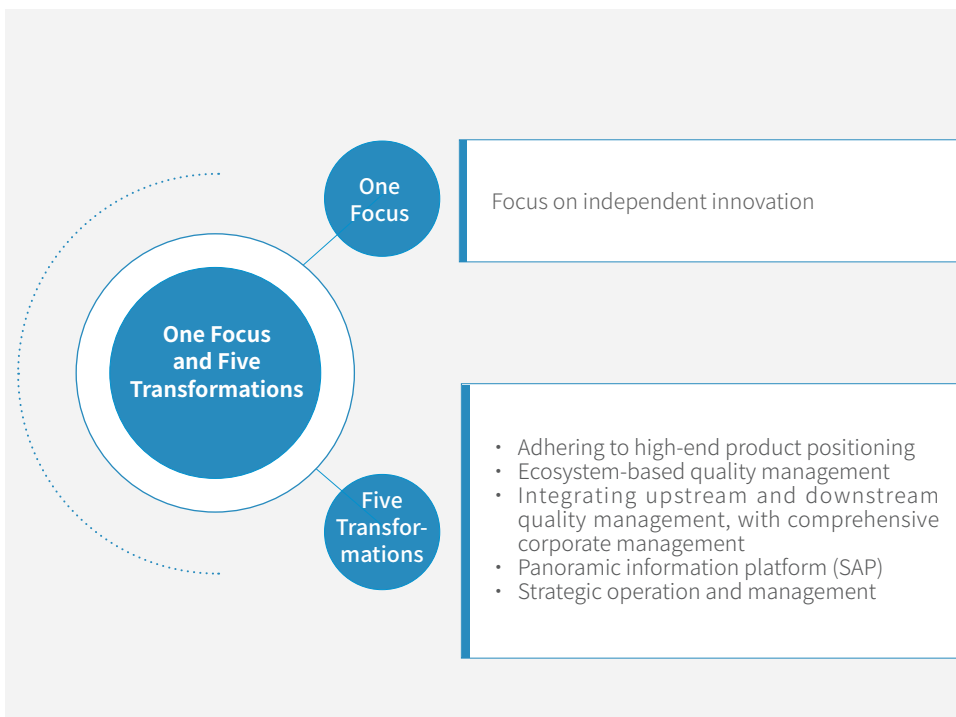 One Focus
and Five
Transformations
One
Focus
Focus on independent innovation
Five
Transfor-
mations
· Adhering to high-end product positioning
· Ecosystem-based quality management
· Integrating upstream and downstream
quality management, with comprehensive
corporate management
· Panoramic information platform (SAP)
· Strategic operation and management